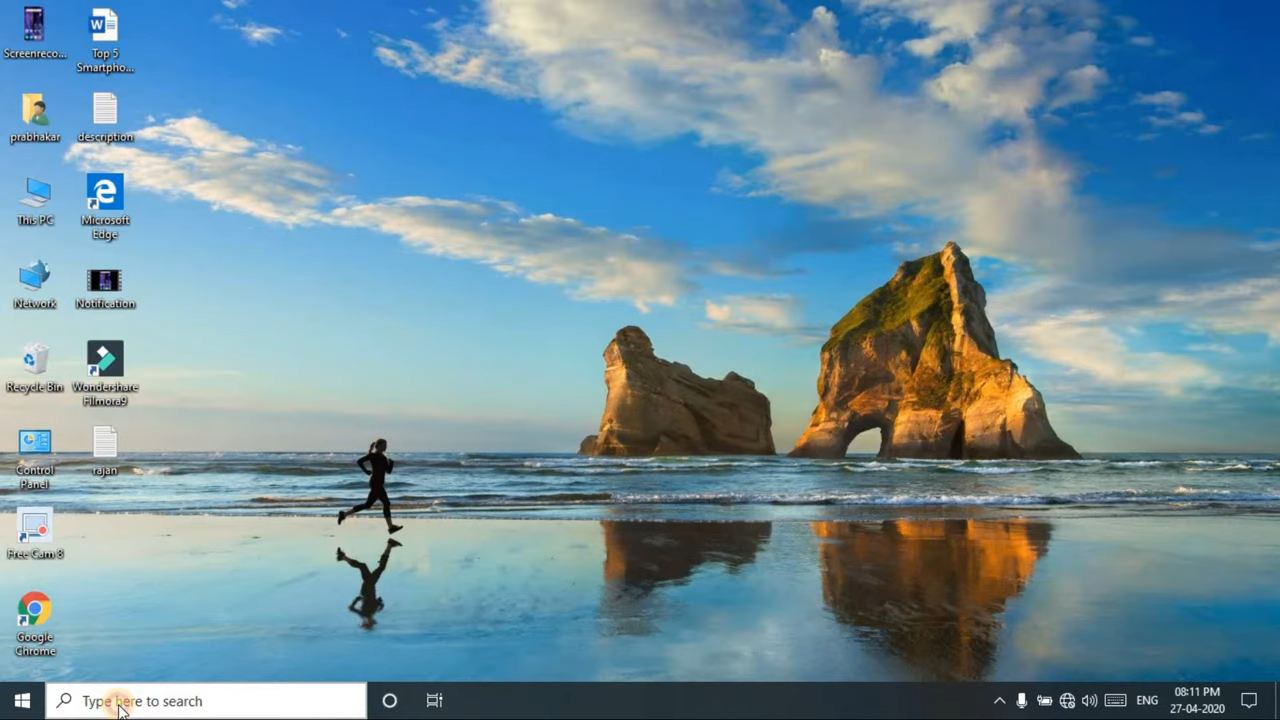 Screenreco...
Top 5
Smartpho...
prabhakar
description
This PC
Microsoft
Edge
Network
Notification
Recycle Bin
Wondershare
Filmora9
Control
Panel
rajan
Free Cam 8
Google
Chrome
Type here to search
ENG
08:11 PM
27-04-2020